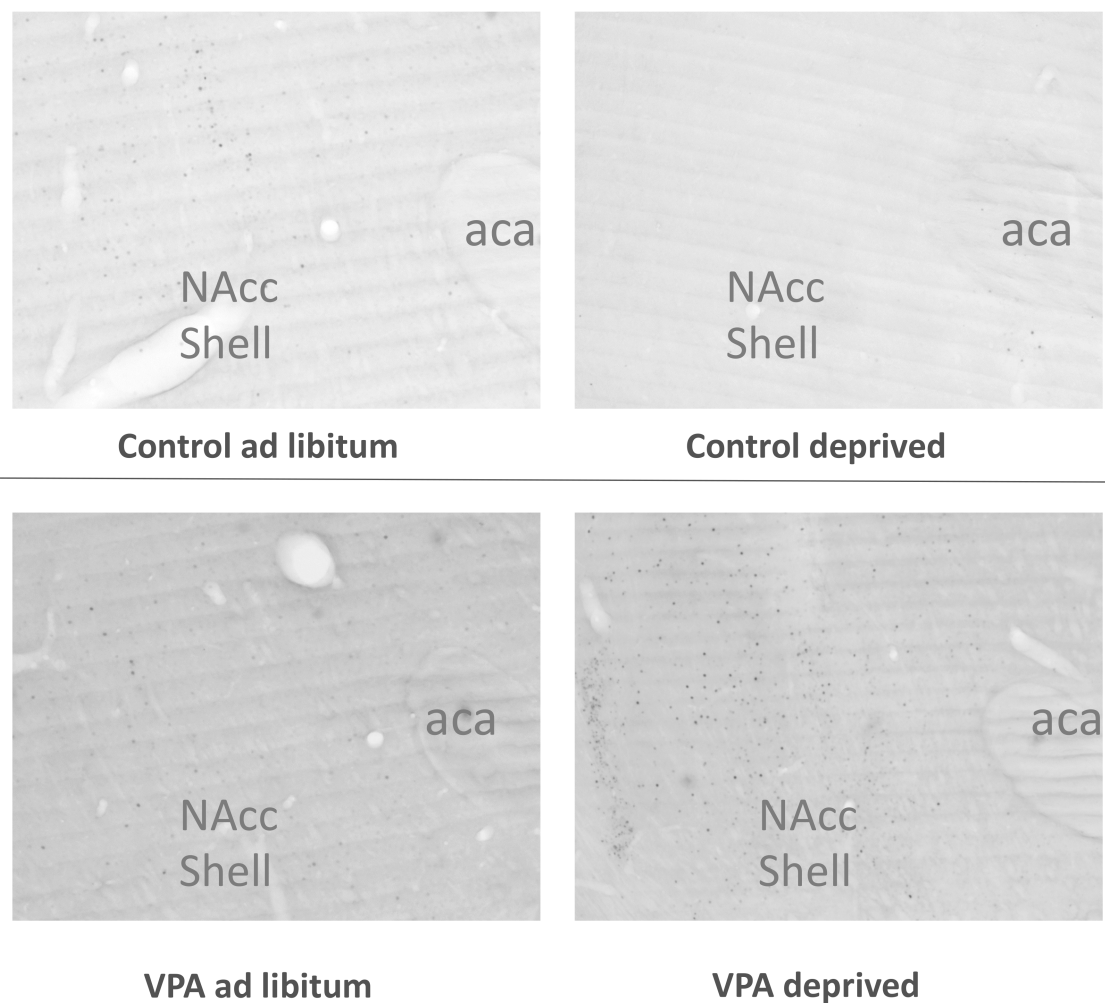 aca
NAcc
Shell
Control ad libitum
aca
NAcc
Shell
Control deprived
aca
NAcc
Shell
VPA ad libitum
aca
NAcc
Shell
VPA deprived